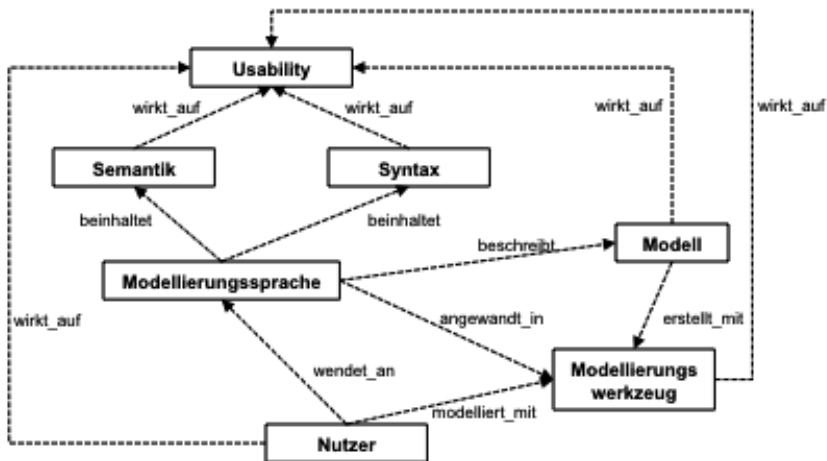 Usability
wirkt_auf
wirkt_auf
wirkt_auf
wirkt_auf
Semantik
Syntax
beinhaltet
beinhaltet
beschreibt
Modell
Modellierungssprache
wirkt_auf
angewandt_in
erstellt_mit
wendet_an
Modellierungs
werkzeug
modelliert_mit
Nutzer